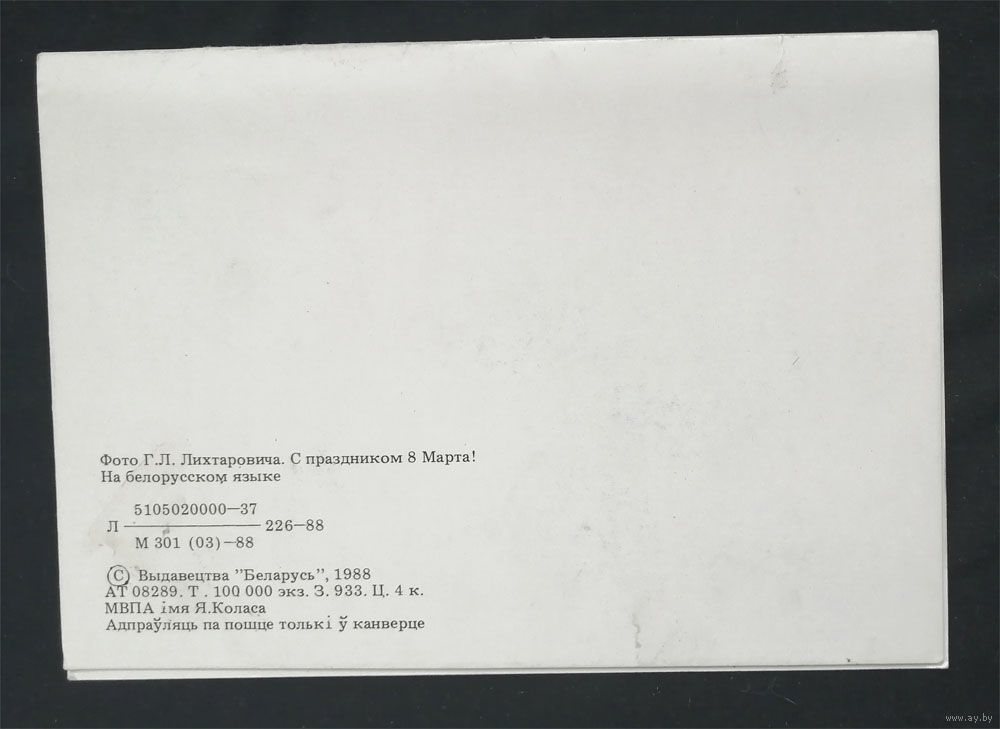 Фото Г.Л. Лихтаровича. С праздником 8 Марта!
На белорусском языке
5105020000—37
Л ——————— 226—88
М 301 (03)—88
© Выдавецтва "Беларусь", 1988
АТ 08289. Т. 100 000 экз. З. 933. Ц. 4 к.
МВПА імя Я.Коласа
Адпраўляць па пошце толькі ў канверце
www.ay.by